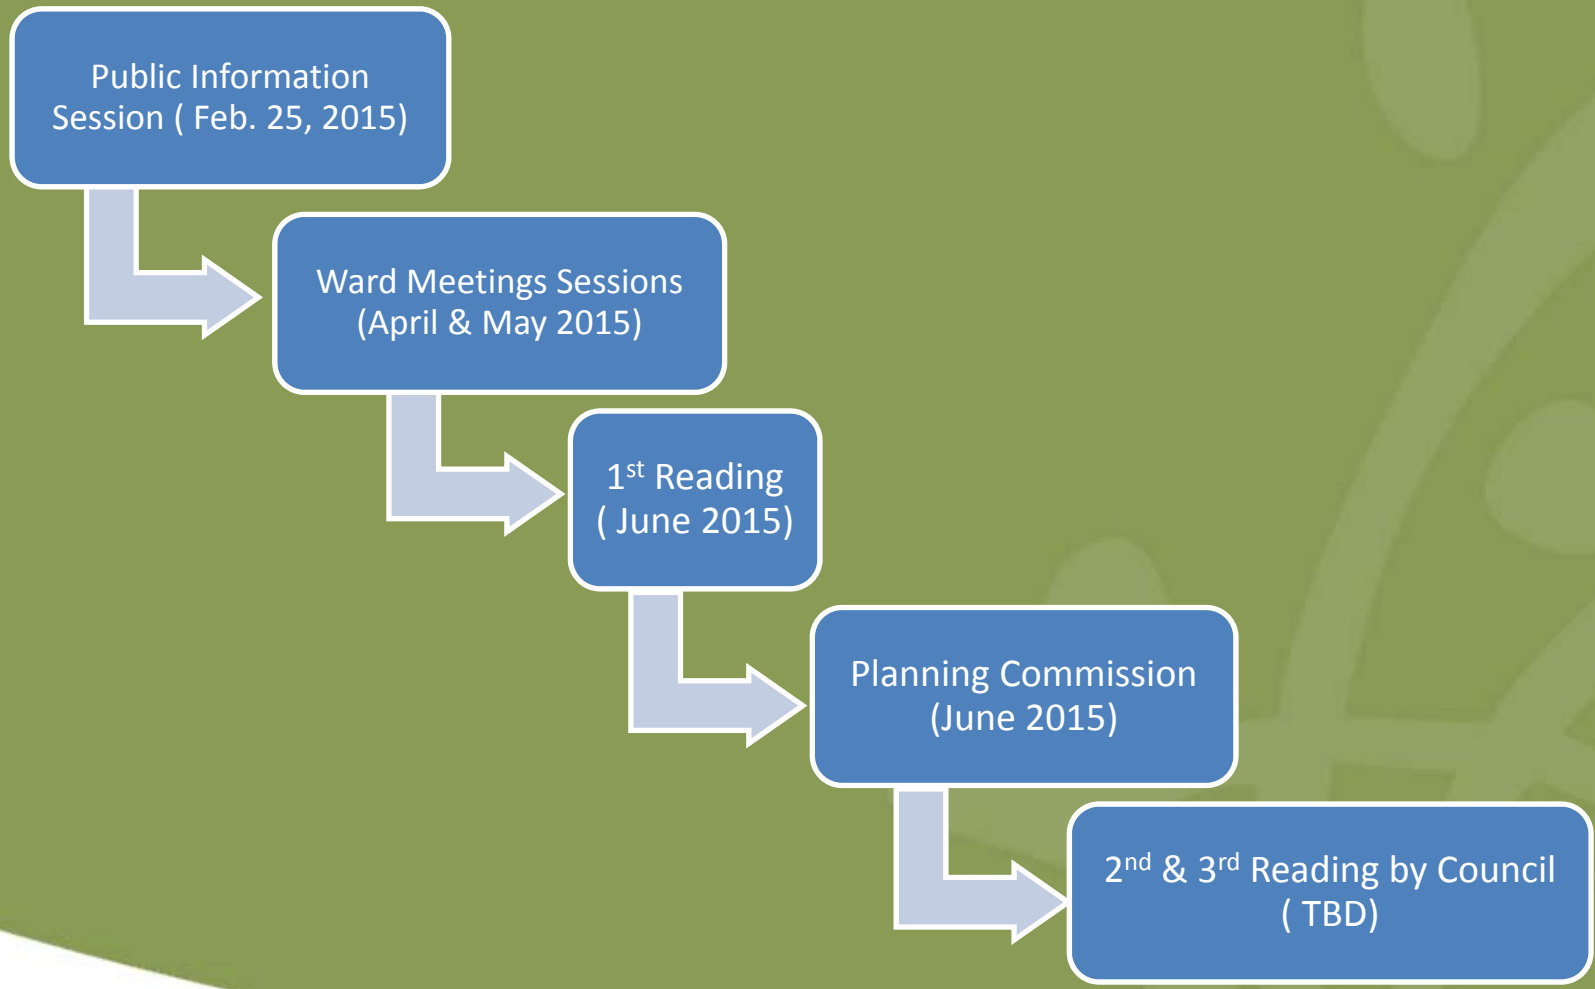 Public Information
Session ( Feb. 25, 2015)
Ward Meetings Sessions
(April & May 2015)
1st Reading
( June 2015)
Planning Commission
(June 2015)
2nd & 3rd Reading by Council
( TBD)